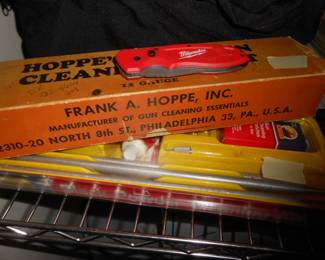 HOPPE'S
CLEAN
12 GAUGE
Milwaukee
FRANK A. HOPPE, INC.
MANUFACTURER OF GUN CLEANING ESSENTIALS
2310-20 NORTH 8th ST., PHILADELPHIA 33, PA., U.S.A.